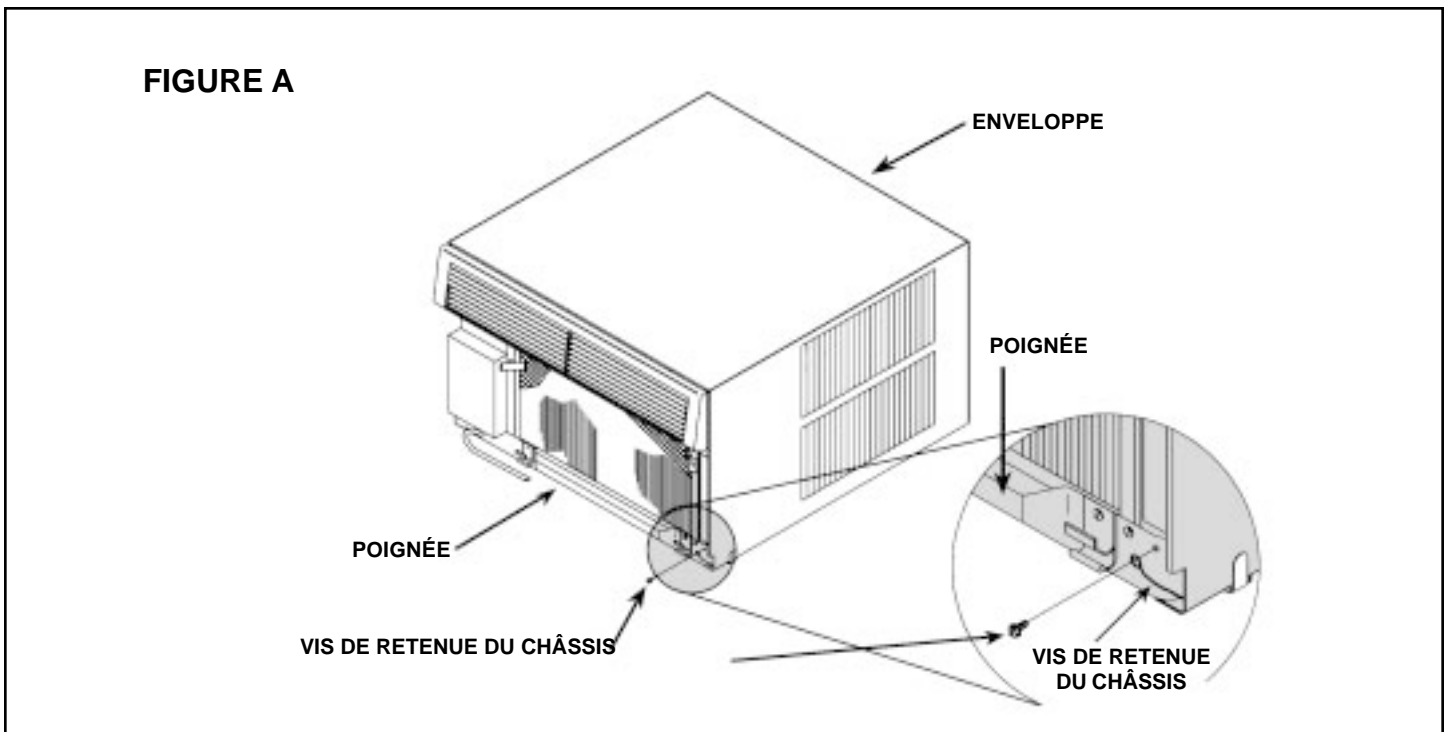 FIGURE A
ENVELOPPE
POIGNÉE
POIGNÉE
VIS DE RETENUE DU CHÂSSIS
VIS DE RETENUE
DU CHÂSSIS